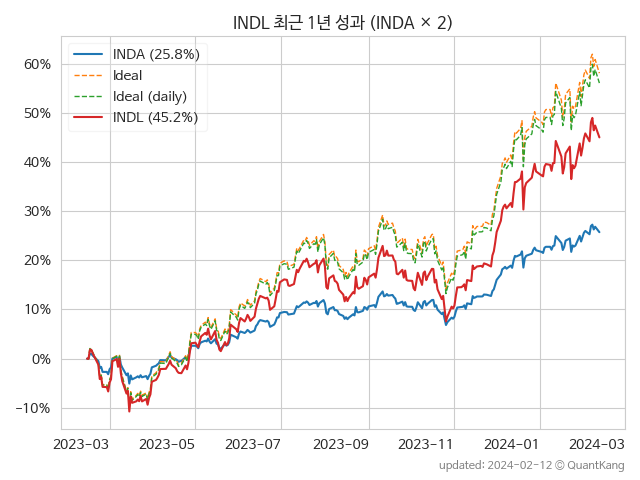 INDL 최근 1년 성과 (INDA × 2)
INDA (25.8%)
Ideal
Ideal (daily)
INDL (45.2%)
60%
50%
40%
30%
20%
10%
0%
−10%
2023-03 2023-05 2023-07 2023-09 2023-11 2024-01 2024-03
updated: 2024-02-12 © QuantKang